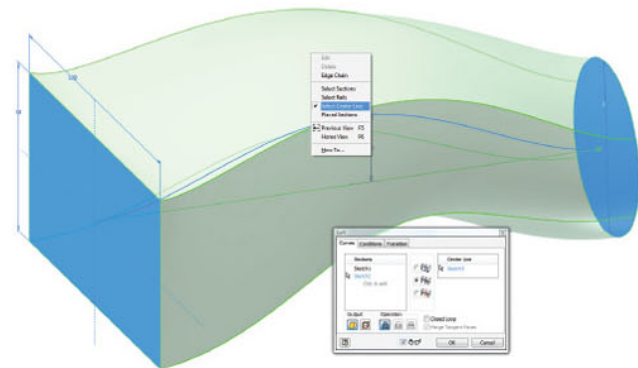 Edit
Delete
Edge Chain
Select Sections
Select Rails
Select Center Line
Placed Sections
Previous View F5
Home View F6
How To...
Loft
Curves Conditions Transition
Sections
Sketch1
Sketch2
Click to add
Center Line
Sketch3
Output
Operation
Closed Loop
Merge Tangent Faces
OK
Cancel